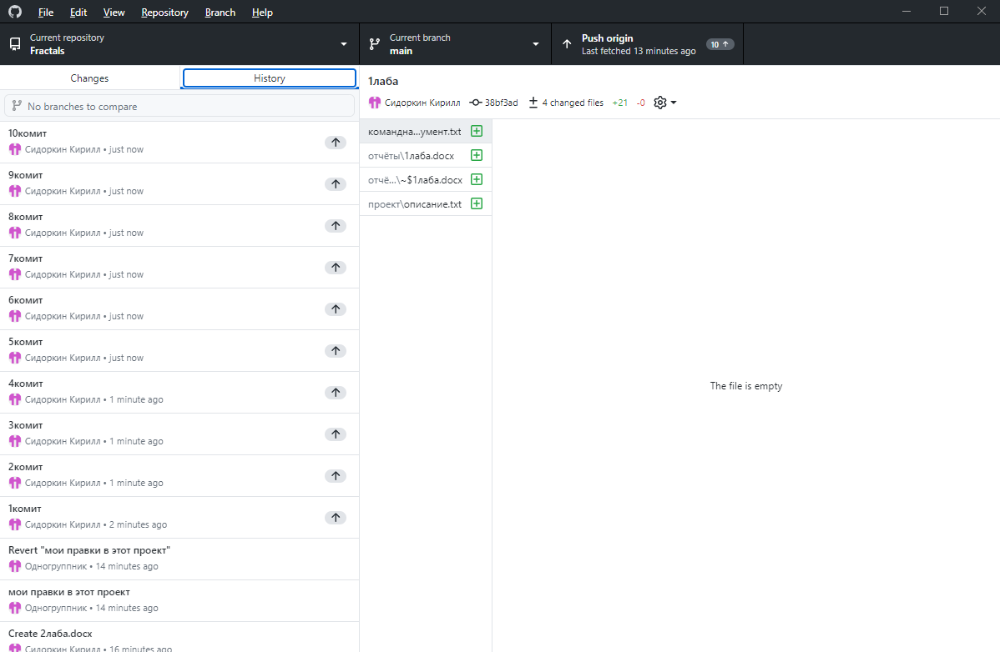 File Edit View Repository Branch Help
Current repository
Fractals
Current branch
main
Push origin
Last fetched 13 minutes ago
10
Changes
History
No branches to compare
10комит
Сидоркин Кирилл • just now
9комит
Сидоркин Кирилл • just now
8комит
Сидоркин Кирилл • just now
7комит
Сидоркин Кирилл • just now
6комит
Сидоркин Кирилл • just now
5комит
Сидоркин Кирилл • just now
4комит
Сидоркин Кирилл • 1 minute ago
3комит
Сидоркин Кирилл • 1 minute ago
2комит
Сидоркин Кирилл • 1 minute ago
1комит
Сидоркин Кирилл • 2 minutes ago
Revert "мои правки в этот проект"
Одногруппник • 14 minutes ago
мои правки в этот проект
Одногруппник • 14 minutes ago
Create 2лаба.docx
Сидоркин Кирилл • 16 minutes ago
1лаба
Сидоркин Кирилл 38bf3ad 4 changed files +21 -0
командна...умент.txt
отчёты\1лаба.docx
отчё...\~$1лаба.docx
проект\описание.txt
The file is empty